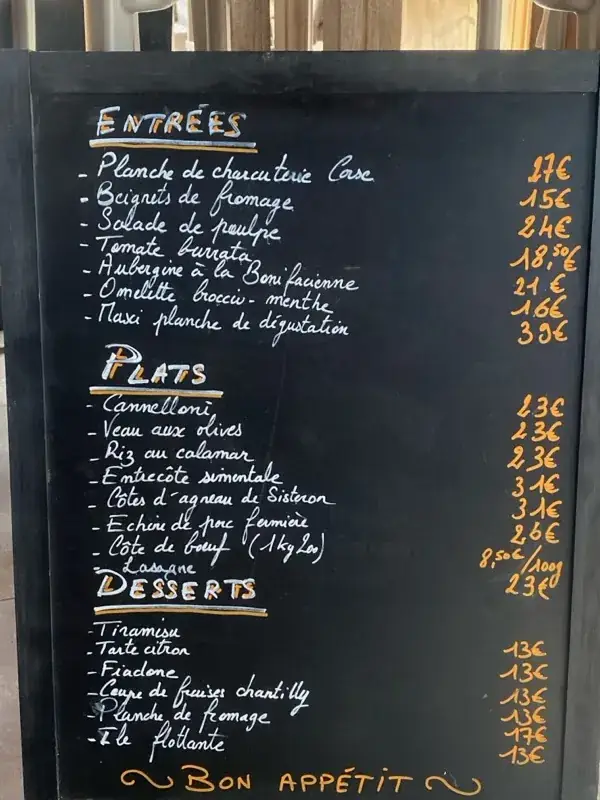 ENTRÉES
- Planche de charcuterie Corse 27€
- Beignets de fromage 15€
- Salade de poulpe 24€
- Tomate burrata 18,50€
- Aubergine à la Bonifacienne 21€
- Omelette brocciu - menthe 16€
- Maxi planche de dégustation 39€
PLATS
- Cannelloni 23€
- Veau aux olives 23€
- Riz au calamar 23€
- Entrecôte simentale 31€
- Côtes d'agneau de Sisteron 31€
- Echine de porc fermière 26€
- Côte de bœuf (1kg200) 8,50€/100g
- Lasagne 23€
DESSERTS
- Tiramisu 13€
- Tarte citron 13€
- Fiadone 13€
- Coupe de fraises chantilly 13€
- Planche de fromage 17€
- Ile flottante 13€
~ BON APPÉTIT ~